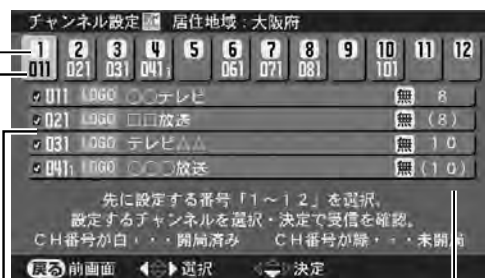 チャンネル設定 居住地域：大阪府
1 2 3 4 5 6 7 8 9 10 11 12
011 021 031 041₁ 061 071 081 101
011 LOGO ○○テレビ 無 8
021 LOGO □□放送 無 (8)
031 LOGO テレビ△△ 無 10
041₁ LOGO ○○○放送 無 (10)
先に設定する番号「1～12」を選択、
設定するチャンネルを選択・決定で受信を確認。
CH番号が白・・・開局済み CH番号が緑・・・未開局
戻る 前画面 選択 決定